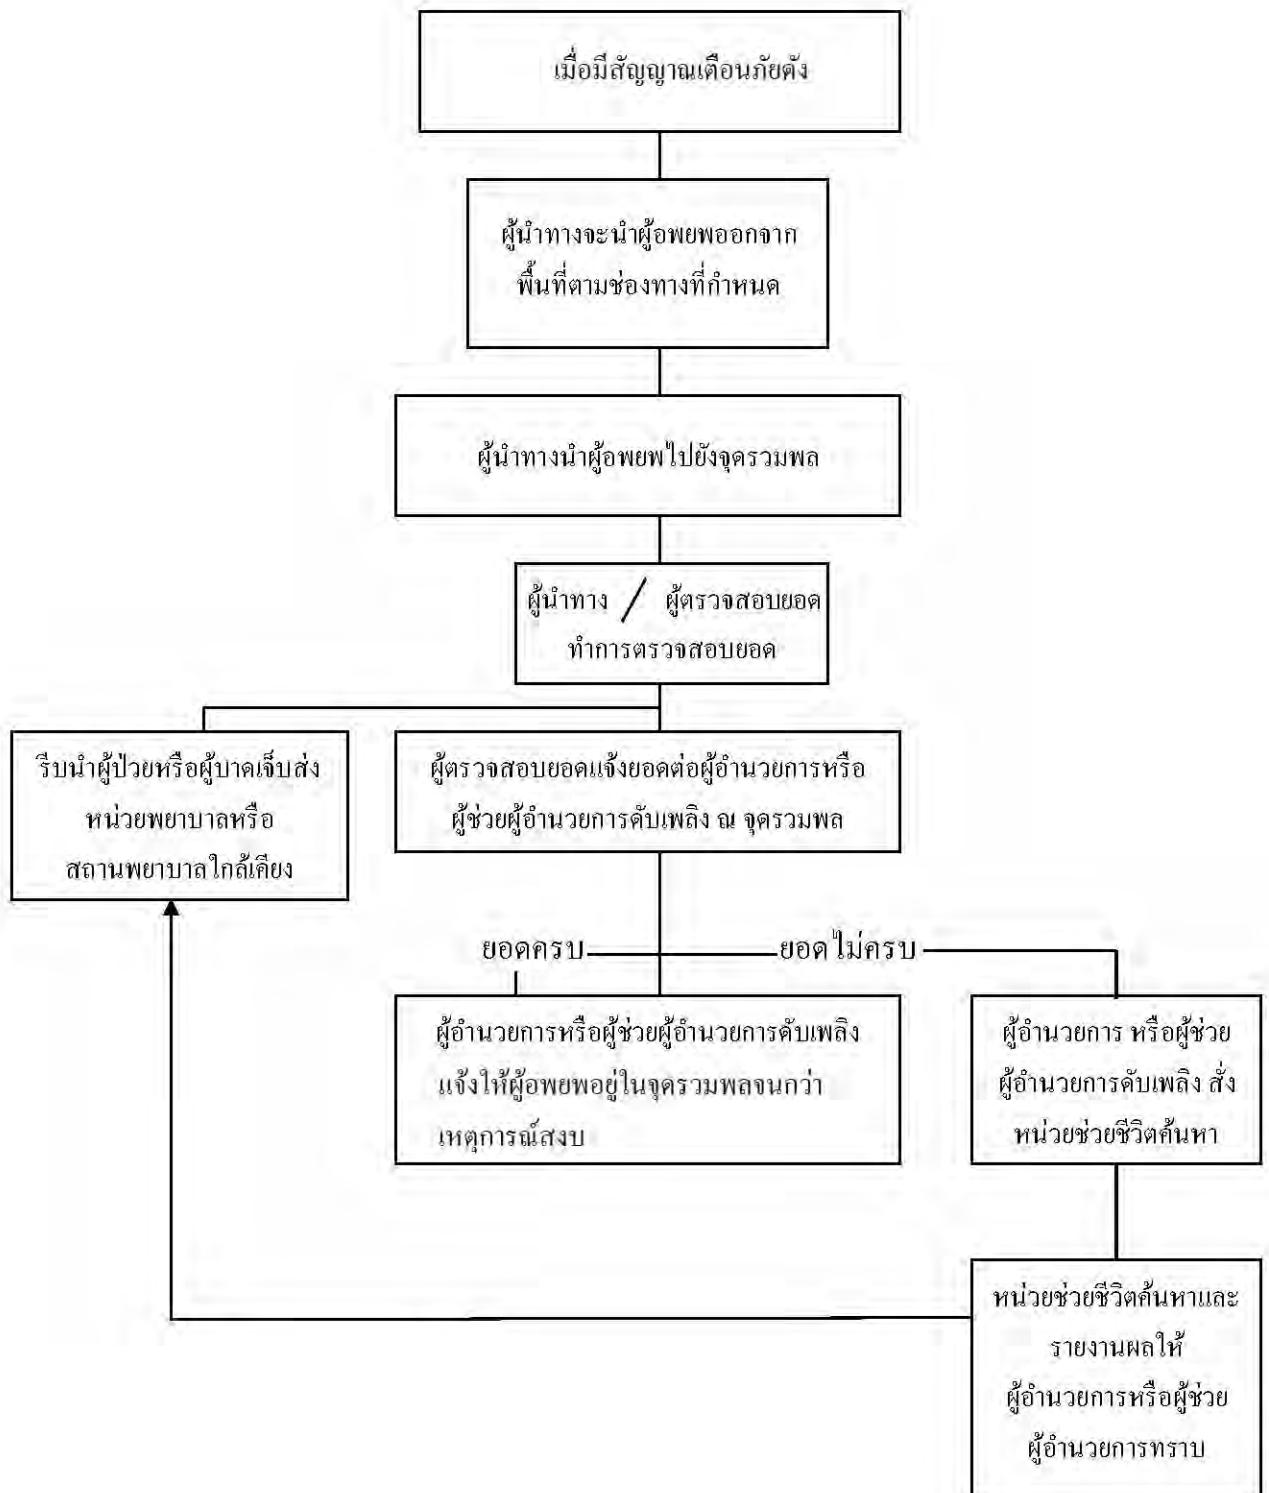 เมื่อมีสัญญาณเตือนภัยดัง
ผู้นำทางจะนำผู้อพยพออกจาก
พื้นที่ตามช่องทางที่กำหนด
ผู้นำทางนำผู้อพยพไปยังจุดรวมพล
ผู้นำทาง / ผู้ตรวจสอบยอด
ทำการตรวจสอบยอด
รีบนำผู้ป่วยหรือผู้บาดเจ็บส่ง
หน่วยพยาบาลหรือ
สถานพยาบาลใกล้เคียง
ผู้ตรวจสอบยอดแจ้งยอดต่อผู้อำนวยการหรือ
ผู้ช่วยผู้อำนวยการดับเพลิง ณ จุดรวมพล
ยอดครบ
ยอดไม่ครบ
ผู้อำนวยการหรือผู้ช่วยผู้อำนวยการดับเพลิง
แจ้งให้ผู้อพยพอยู่ในจุดรวมพลจนกว่า
เหตุการณ์สงบ
ผู้อำนวยการ หรือผู้ช่วย
ผู้อำนวยการดับเพลิง สั่ง
หน่วยช่วยชีวิตค้นหา
หน่วยช่วยชีวิตค้นหาและ
รายงานผลให้
ผู้อำนวยการหรือผู้ช่วย
ผู้อำนวยการทราบ